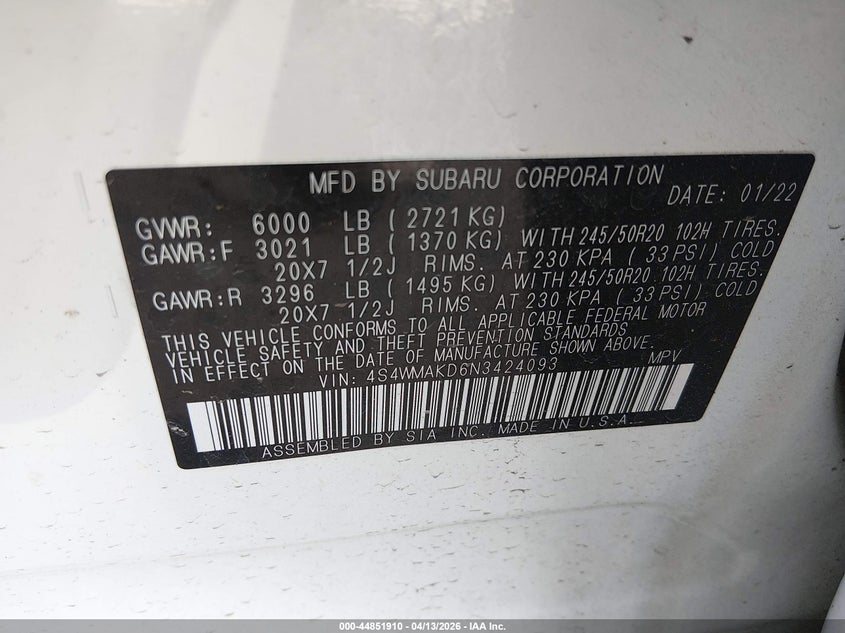 MFD BY SUBARU CORPORATION DATE: 01/22
GVWR: 6000 LB ( 2721 KG)
GAWR:F 3021 LB ( 1370 KG) WITH 245/50R20 102H TIRES.
20X7 1/2J RIMS. AT 230 KPA ( 33 PSI) COLD
GAWR:R 3296 LB ( 1495 KG) WITH 245/50R20 102H TIRES.
20X7 1/2J RIMS. AT 230 KPA ( 33 PSI) COLD
THIS VEHICLE CONFORMS TO ALL APPLICABLE FEDERAL MOTOR
VEHICLE SAFETY AND THEFT PREVENTION STANDARDS
IN EFFECT ON THE DATE OF MANUFACTURE SHOWN ABOVE.
VIN: 4S4WMAKD6N3424093 MPV
ASSEMBLED BY SIA INC. MADE IN U.S.A.
000-44851910 - 04/13/2026 - IAA Inc.